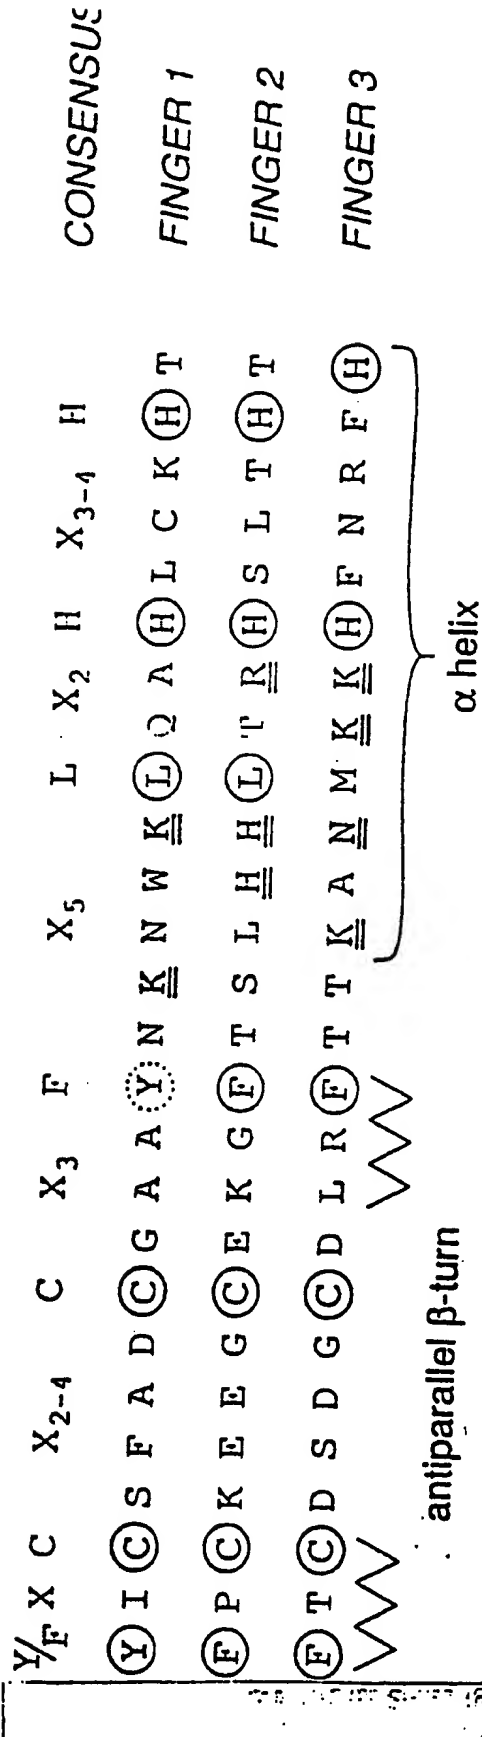 Y/F X C X₂₋₄ C X₃ F X₅ L X₂ H X₃₋₄ H CONSENSUS
Y I C S F A D C G A A Y N K N W K L Q A H L C K H T FINGER 1
F P C K E E G C E K G F T S L H H L T R H S L T H T FINGER 2
F T C D S D G C D L R F T T K A N M K K H F N R F H FINGER 3
antiparallel β-turn
α helix